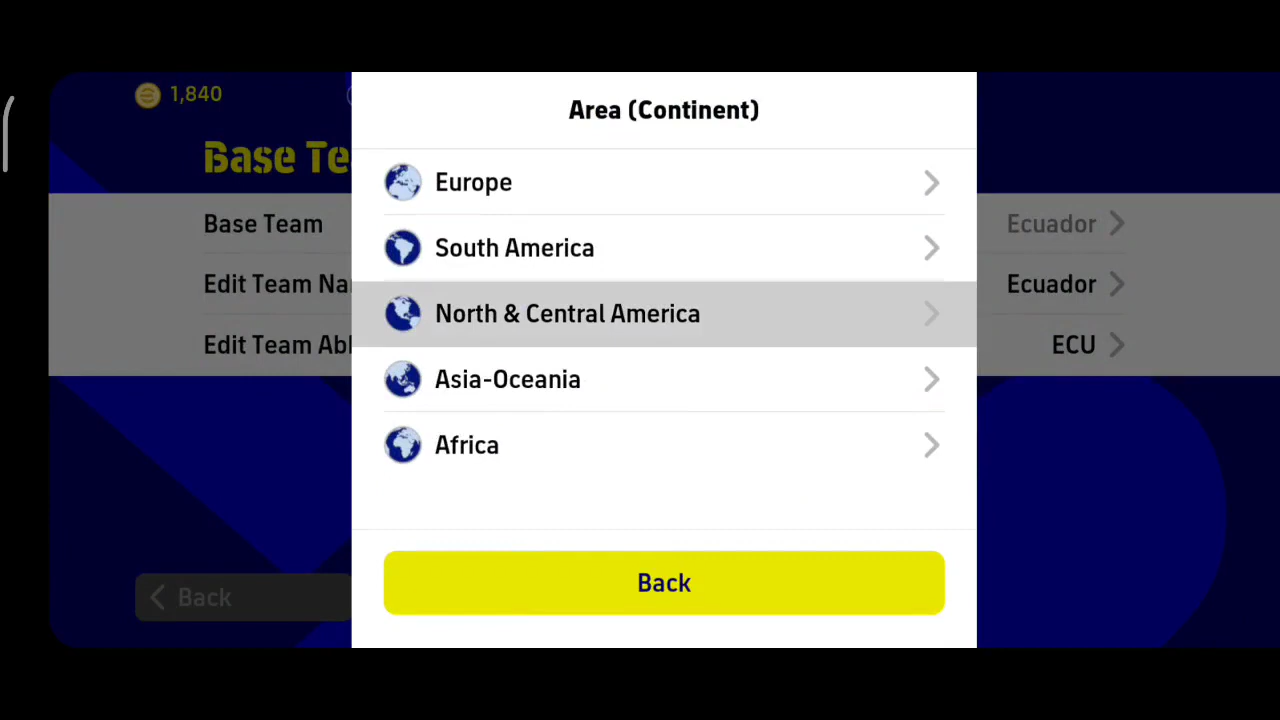 1,840
Base Te
Base Team
Ecuador
Edit Team Na
Ecuador
Edit Team Abl
ECU
Back
Area (Continent)
Europe
South America
North & Central America
Asia-Oceania
Africa
Back